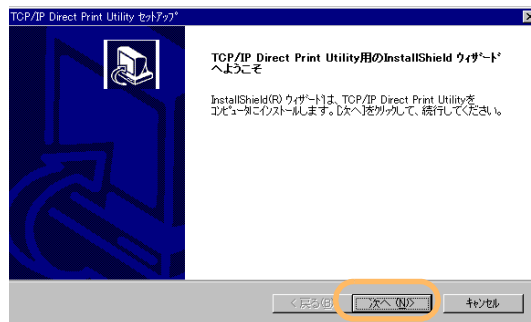 TCP/IP Direct Print Utility ｾｯﾄｱｯﾌﾟ
TCP/IP Direct Print Utility用のInstallShield ｳｨｻﾞｰﾄﾞ
へようこそ
InstallShield(R) ｳｨｻﾞｰﾄﾞは、TCP/IP Direct Print Utilityを
ｺﾝﾋﾟｭｰﾀにｲﾝｽﾄｰﾙします。[次へ]をｸﾘｯｸして、続行してください。
< 戻る(B) 次へ(N)> ｷｬﾝｾﾙ